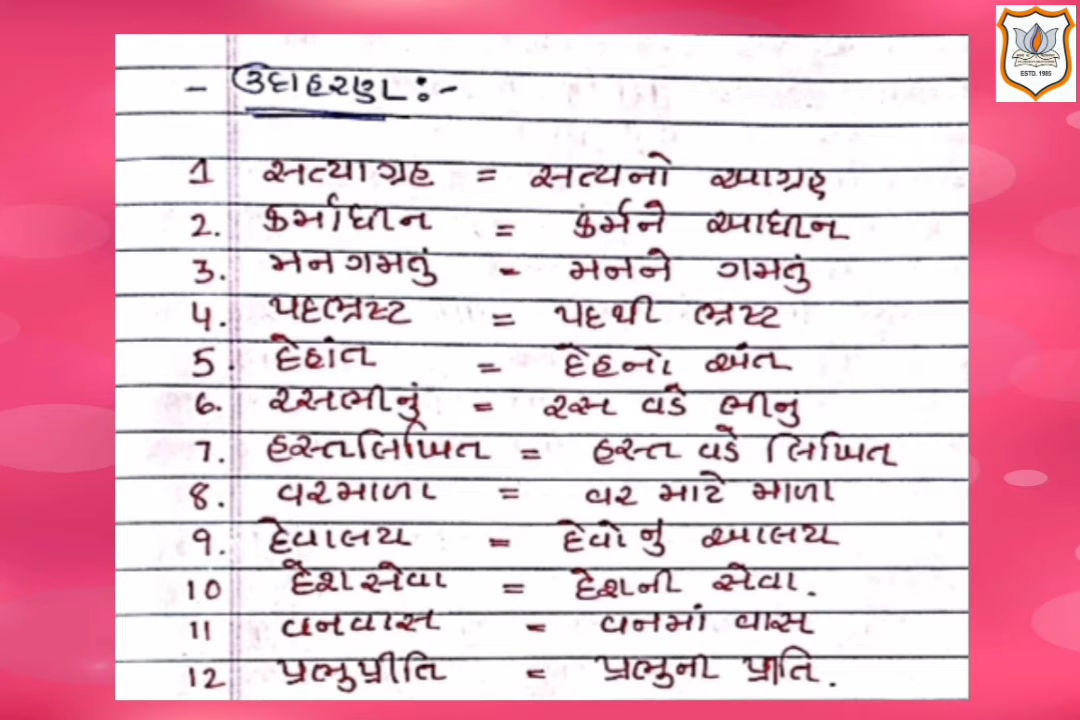 ESTD. 1985
- ઉદાહરણ :-
1 સત્યાગ્રહ = સત્યનો આગ્રહ
2. કર્માધીન = કર્મને આધીન
3. મનગમતું - મનને ગમતું
4. પદભ્રષ્ટ = પદથી ભ્રષ્ટ
5. દેહાંત = દેહનો અંત
6. રસભીનું = રસ વડે ભીનું
7. હસ્તલિખિત = હસ્ત વડે લિખિત
8. વરમાળા = વર માટે માળા
9. દેવાલય = દેવોનું આલય
10 દેશસેવા = દેશની સેવા.
11 વનવાસ - વનમાં વાસ
12 પ્રભુપ્રીતિ = પ્રભુની પ્રીતિ.